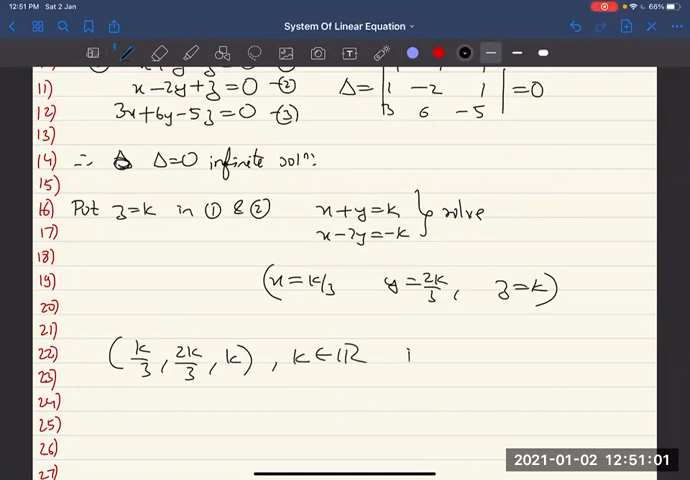 12:51 PM Sat 2 Jan
66%
System Of Linear Equation
11) x-2y+z=0 -(2) Δ= | 1 -2 1 | =0
12) 3x+6y-5z=0 -(3) 3 6 -5
13)
14) ∴ Δ=0 infinite soln:
15)
16) Put z=k in ① & ② x+y=k } solve
17) x-2y=-k
18)
19) (x=k/3 y=2k/3, z=k)
20)
21)
22) (k/3, 2k/3, k), k∈ℝ i
23)
24)
25)
26)
27)
2021-01-02 12:51:01